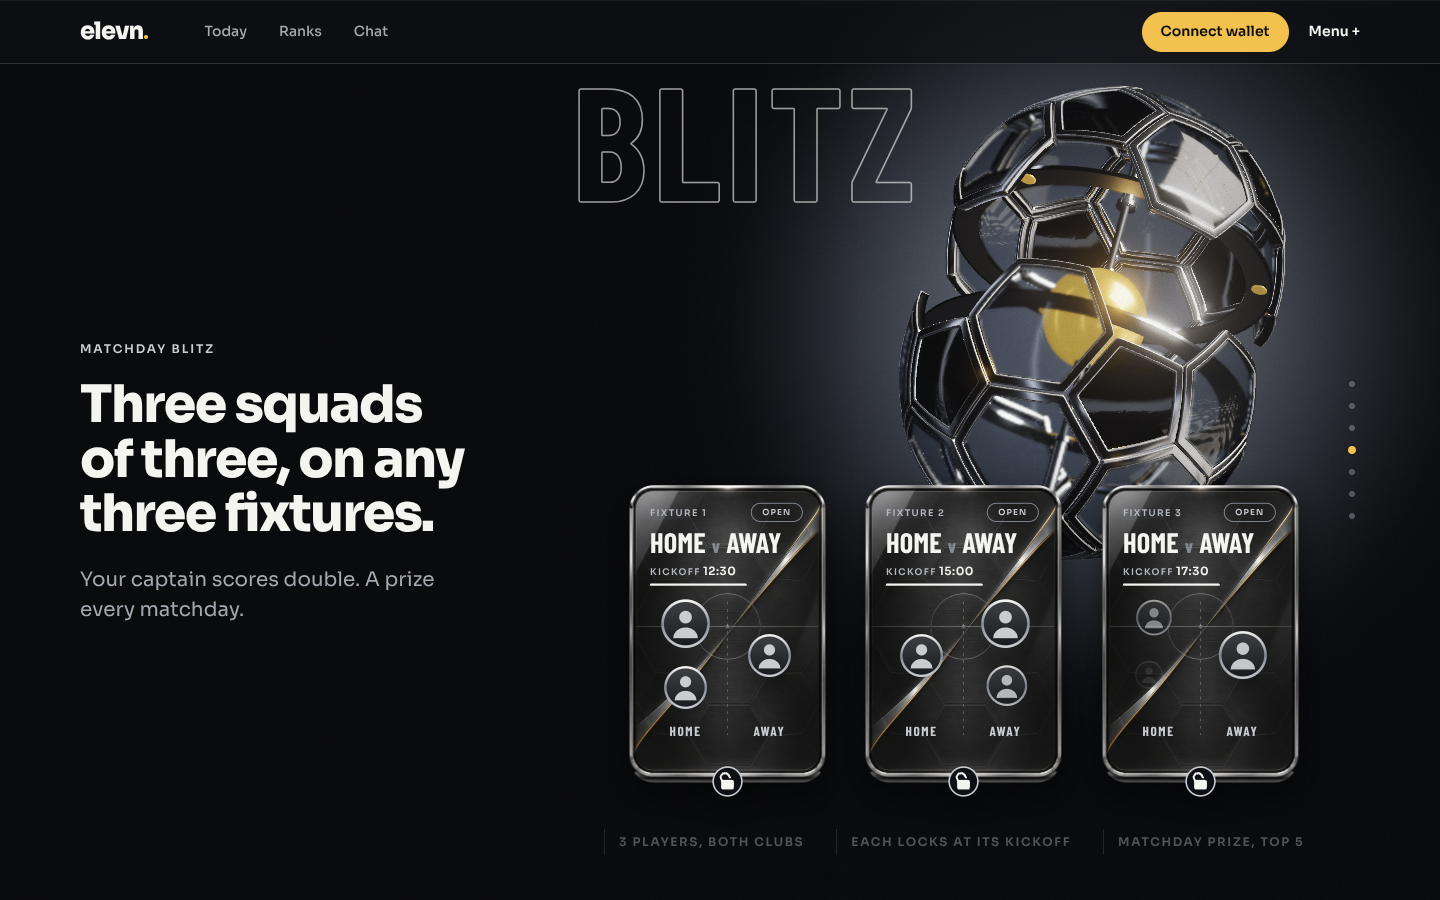 elevn.
Today
Ranks
Chat
Connect wallet
Menu +
BLITZ
MATCHDAY BLITZ
Three squads
of three, on any
three fixtures.
Your captain scores double. A prize
every matchday.
FIXTURE 1
OPEN
HOME v AWAY
KICKOFF 12:30
HOME
AWAY
FIXTURE 2
OPEN
HOME v AWAY
KICKOFF 15:00
HOME
AWAY
FIXTURE 3
OPEN
HOME v AWAY
KICKOFF 17:30
HOME
AWAY
3 PLAYERS, BOTH CLUBS
EACH LOCKS AT ITS KICKOFF
MATCHDAY PRIZE, TOP 5